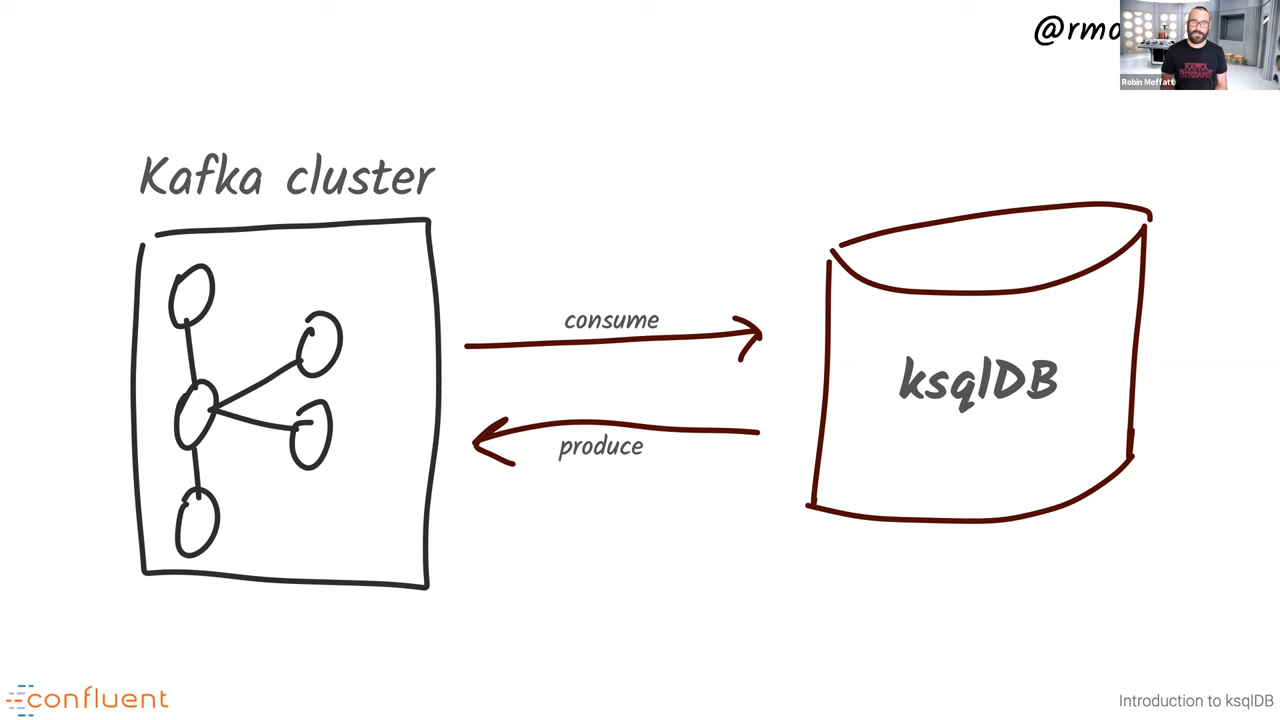 @rmo
Robin Moffatt
Kafka cluster
consume
ksqlDB
produce
confluent
Introduction to ksqlDB